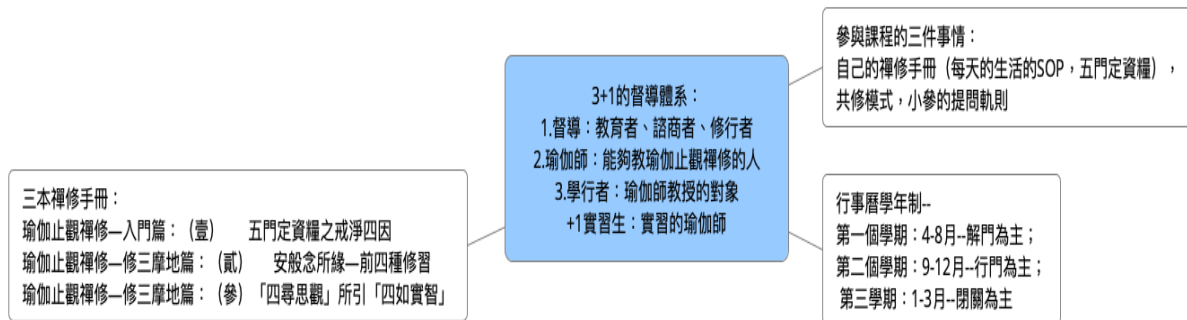 參與課程的三件事情：
自己的禪修手冊（每天的生活的SOP，五門定資糧），
共修模式，小參的提問軌則
3+1的督導體系：
1.督導：教育者、諮商者、修行者
2.瑜伽師：能夠教瑜伽止觀禪修的人
3.學行者：瑜伽師教授的對象
+1實習生：實習的瑜伽師
三本禪修手冊：
瑜伽止觀禪修—入門篇：（壹）　　五門定資糧之戒淨四因
瑜伽止觀禪修—修三摩地篇：（貳）　　安般念所緣—前四種修習
瑜伽止觀禪修—修三摩地篇：（參）「四尋思觀」所引「四如實智」
行事曆學年制--
第一個學期：4-8月--解門為主；
第二個學期：9-12月--行門為主；
第三學期：1-3月--閉關為主